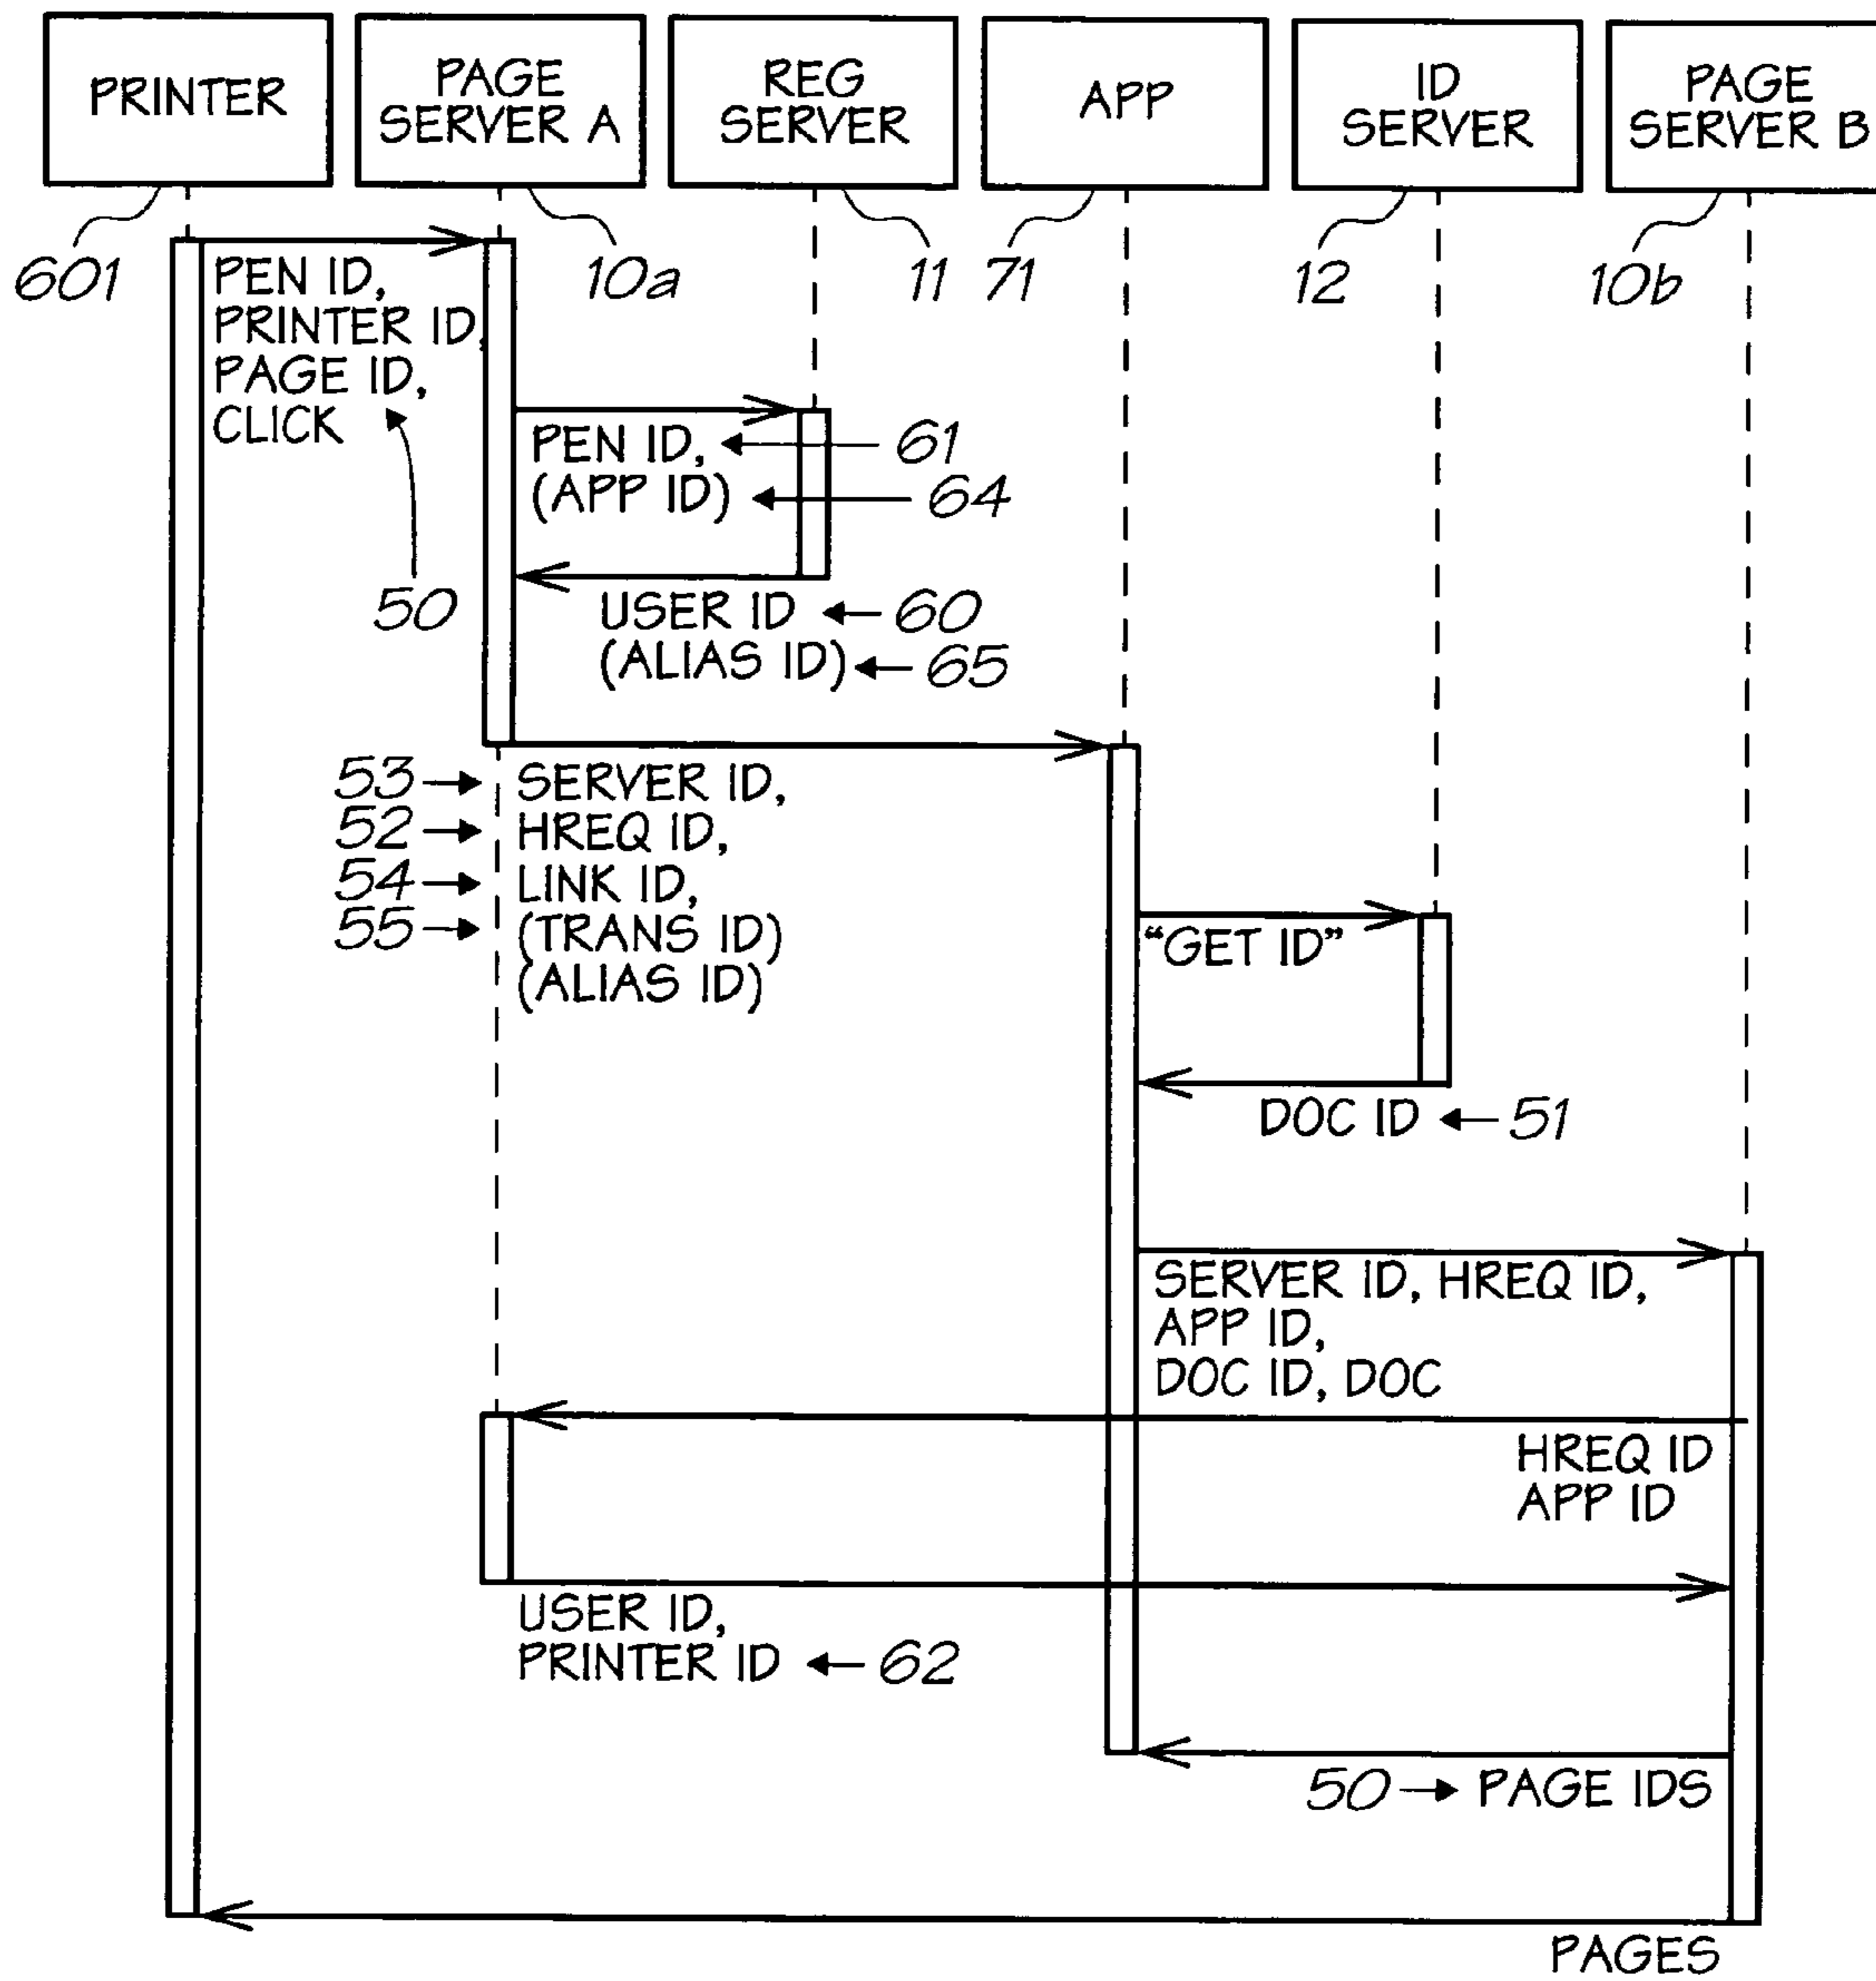 PRINTER
PAGE
SERVER A
REG
SERVER
APP
ID
SERVER
PAGE
SERVER B
601
10a
11
71
12
10b
PEN ID,
PRINTER ID,
PAGE ID,
CLICK
50
PEN ID,
(APP ID)
61
64
USER ID
(ALIAS ID)
60
65
53
52
54
55
SERVER ID,
HREQ ID,
LINK ID,
(TRANS ID)
(ALIAS ID)
“GET ID”
DOC ID
51
SERVER ID, HREQ ID,
APP ID,
DOC ID, DOC
HREQ ID
APP ID
USER ID,
PRINTER ID
62
50
PAGE IDS
PAGES